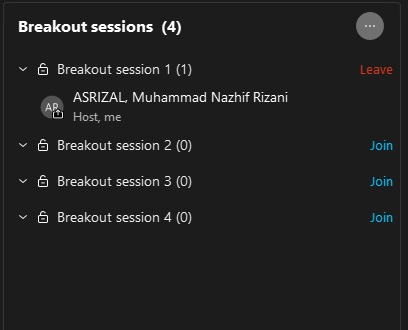 Breakout sessions (4)
Breakout session 1 (1) Leave
AR ASRIZAL, Muhammad Nazhif Rizani
Host, me
Breakout session 2 (0) Join
Breakout session 3 (0) Join
Breakout session 4 (0) Join